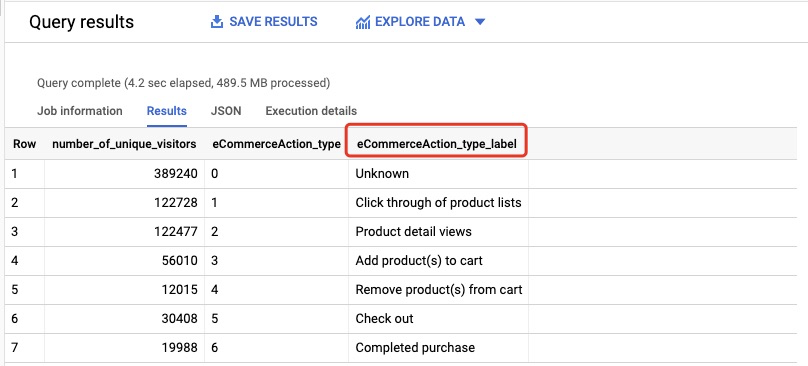 Query results SAVE RESULTS EXPLORE DATA
Query complete (4.2 sec elapsed, 489.5 MB processed)
Job information Results JSON Execution details
Row number_of_unique_visitors eCommerceAction_type eCommerceAction_type_label
1 389240 0 Unknown
2 122728 1 Click through of product lists
3 122477 2 Product detail views
4 56010 3 Add product(s) to cart
5 12015 4 Remove product(s) from cart
6 30408 5 Check out
7 19988 6 Completed purchase